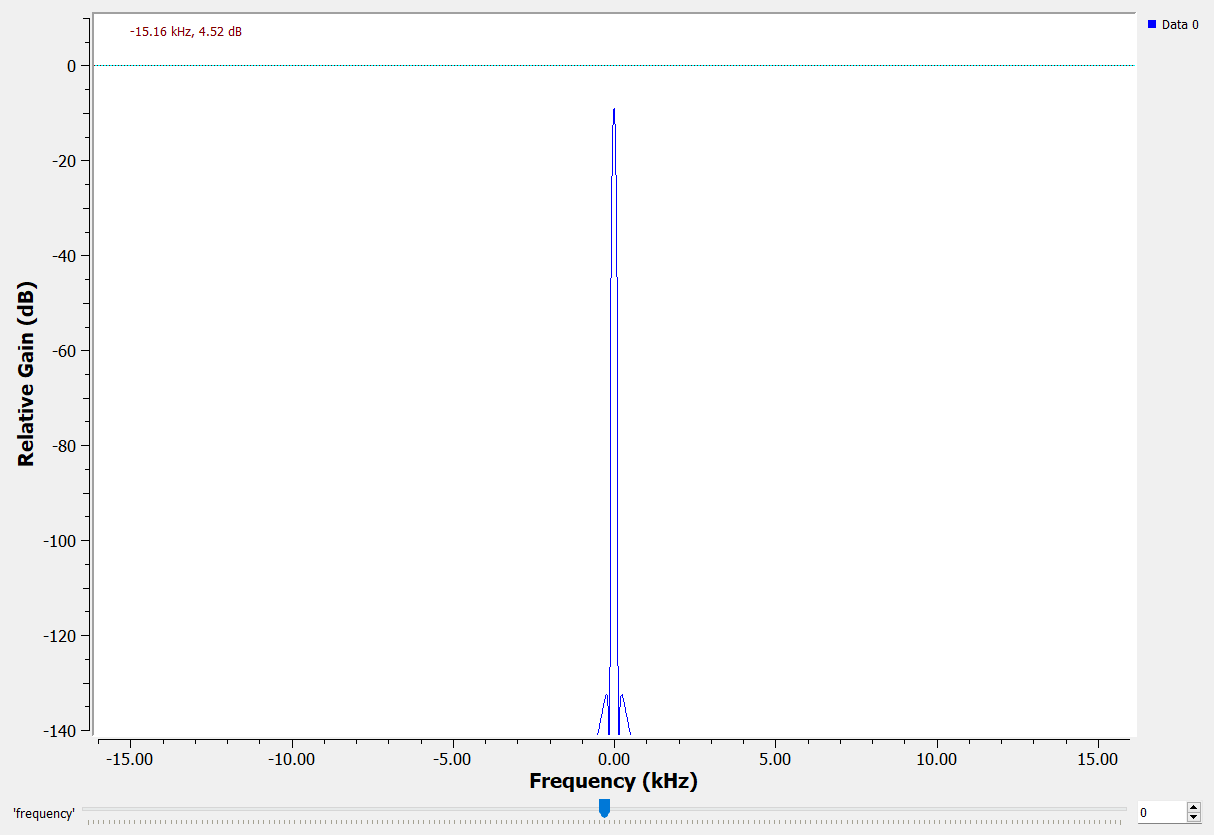 -15.16 kHz, 4.52 dB
Data 0
Relative Gain (dB)
0
-20
-40
-60
-80
-100
-120
-140
-15.00 -10.00 -5.00 0.00 5.00 10.00 15.00
Frequency (kHz)
'frequency' 0